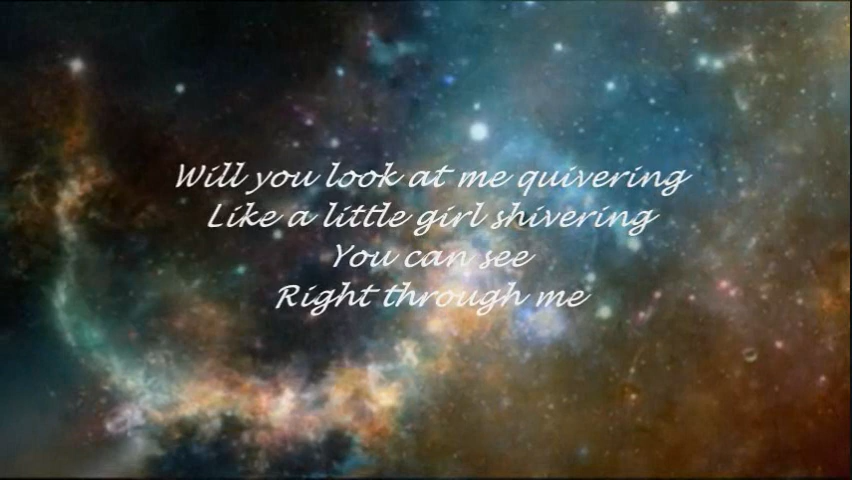 Will you look at me quivering
Like a little girl shivering
You can see
Right through me